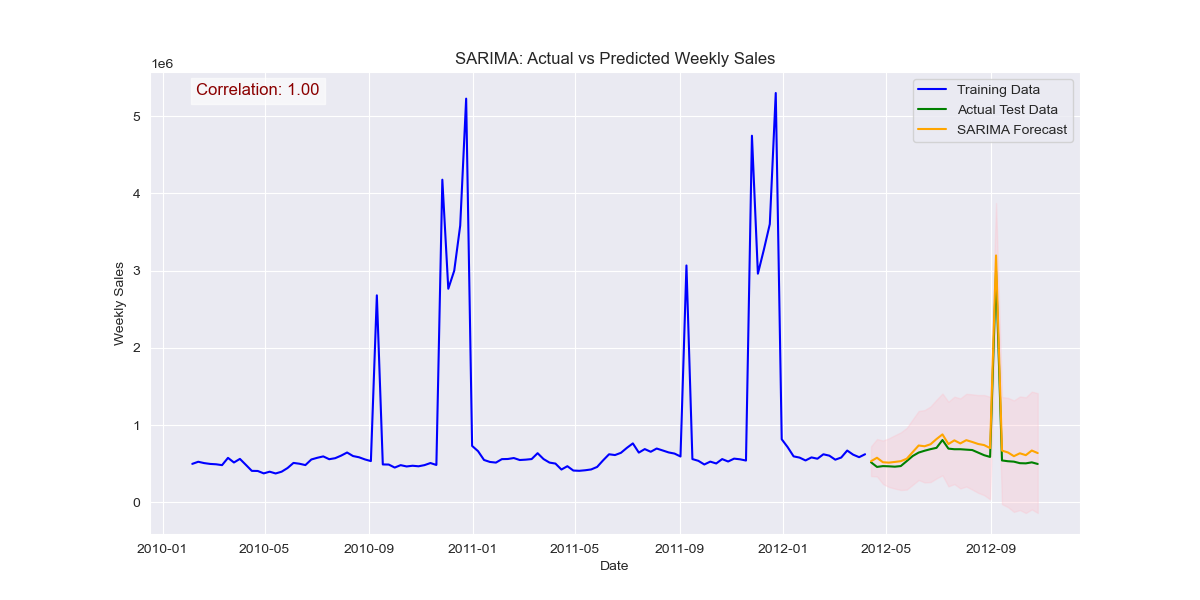 SARIMA: Actual vs Predicted Weekly Sales
1e6
Correlation: 1.00
Training Data
Actual Test Data
SARIMA Forecast
5
4
3
2
1
0
Weekly Sales
2010-01 2010-05 2010-09 2011-01 2011-05 2011-09 2012-01 2012-05 2012-09
Date